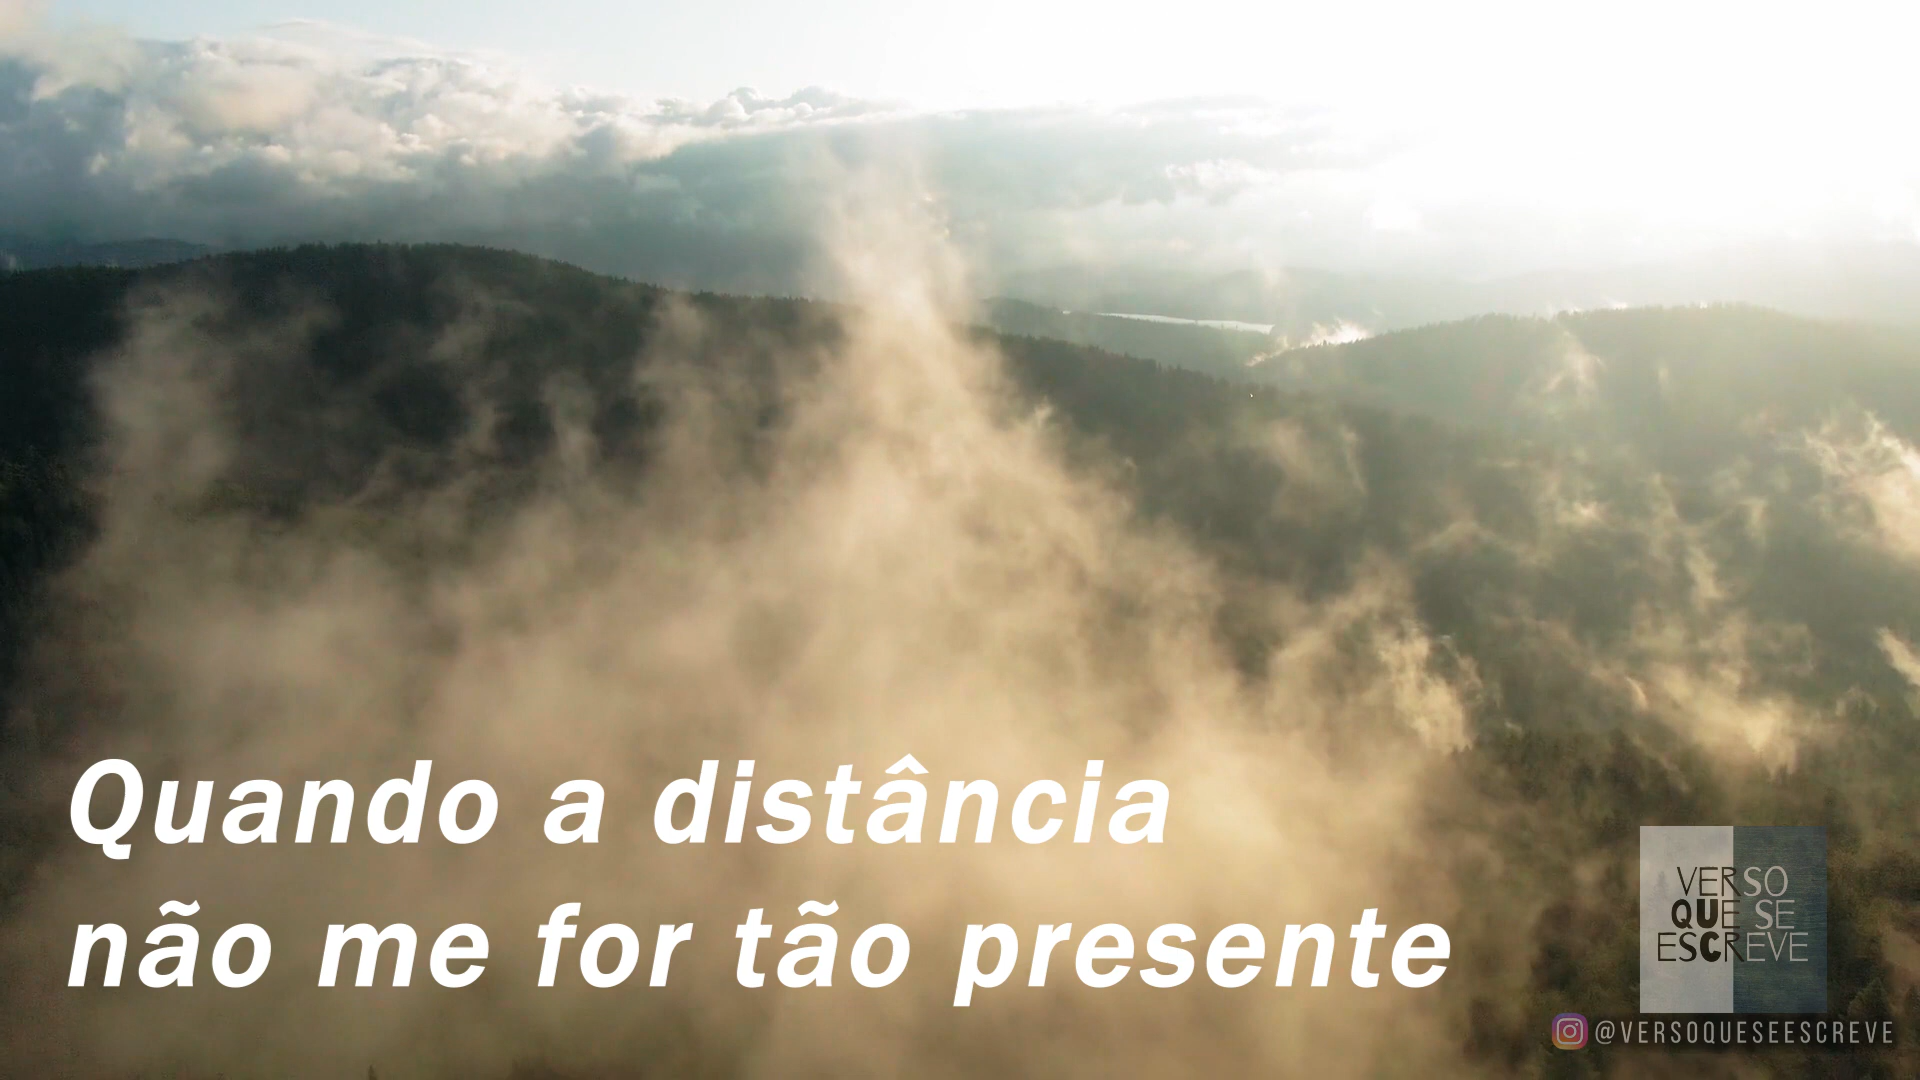 Quando a distância
não me for tão presente
VERSO
QUE SE
ESCREVE
@VERSOQUESEESCREVE